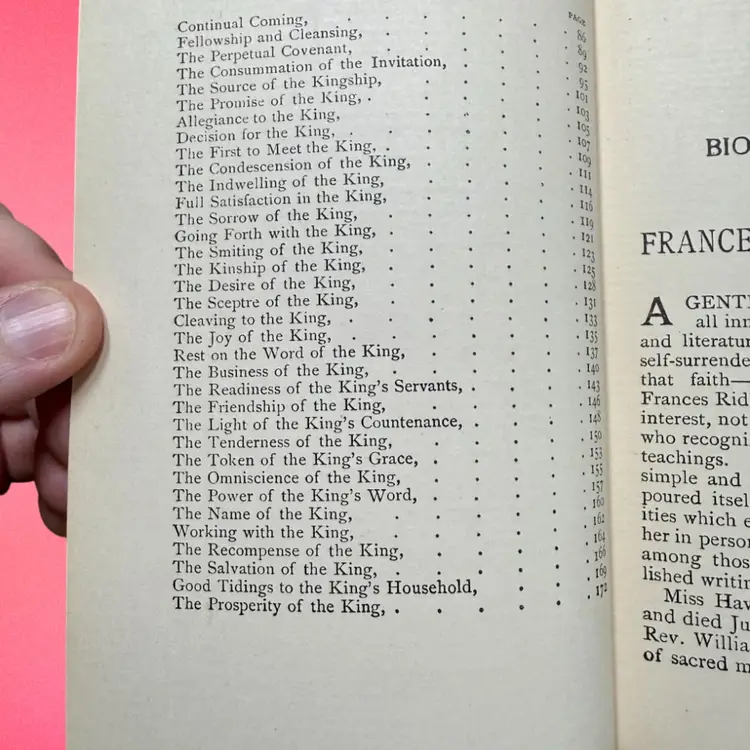 PAGE
Continual Coming, . . . . . 86
Fellowship and Cleansing, . . . . 89
The Perpetual Covenant, . . . . 92
The Consummation of the Invitation, . . . 95
The Source of the Kingship, . . . . 101
The Promise of the King, . . . . . 103
Allegiance to the King, . . . . 105
Decision for the King, . . . . . 107
The First to Meet the King, . . . . . 109
The Condescension of the King, . . . . 111
The Indwelling of the King, . . . . 114
Full Satisfaction in the King, . . . . 116
The Sorrow of the King, . . . . . 119
Going Forth with the King, . . . . . 121
The Smiting of the King, . . . . . 123
The Kinship of the King, . . . . . 125
The Desire of the King, . . . . . 128
The Sceptre of the King, . . . . . 131
Cleaving to the King, . . . . . . 133
The Joy of the King, . . . . . . 135
Rest on the Word of the King, . . . . 137
The Business of the King, . . . . . 140
The Readiness of the King's Servants, . . . . 143
The Friendship of the King, . . . . 146
The Light of the King's Countenance, . . . . 148
The Tenderness of the King, . . . . 150
The Token of the King's Grace, . . . . 153
The Omniscience of the King, . . . . 155
The Power of the King's Word, . . . . 157
The Name of the King, . . . . . 160
Working with the King, . . . . . 162
The Recompense of the King, . . . . 164
The Salvation of the King, . . . . . 166
Good Tidings to the King's Household, . . . 169
The Prosperity of the King, . . . . . 172
BIO
FRANCE
A GENTL
all inn
and literatur
self-surrende
that faith—
Frances Rid
interest, not
who recogni
teachings.
simple and
poured itsel
ities which e
her in person
among thos
lished writin
Miss Hav
and died Ju
Rev. Willia
of sacred m